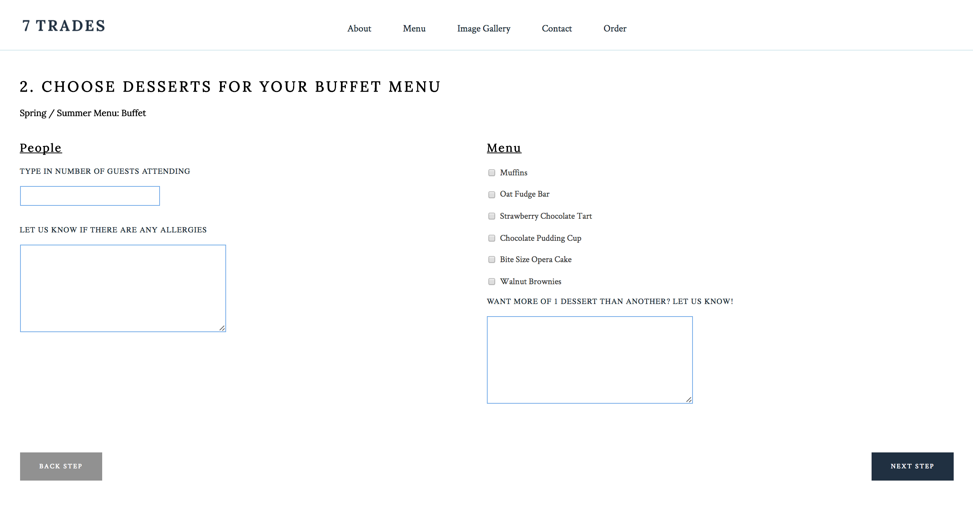 7 TRADES
About Menu Image Gallery Contact Order
2. CHOOSE DESSERTS FOR YOUR BUFFET MENU
Spring / Summer Menu: Buffet
People
TYPE IN NUMBER OF GUESTS ATTENDING
LET US KNOW IF THERE ARE ANY ALLERGIES
Menu
Muffins
Oat Fudge Bar
Strawberry Chocolate Tart
Chocolate Pudding Cup
Bite Size Opera Cake
Walnut Brownies
WANT MORE OF 1 DESSERT THAN ANOTHER? LET US KNOW!
BACK STEP
NEXT STEP